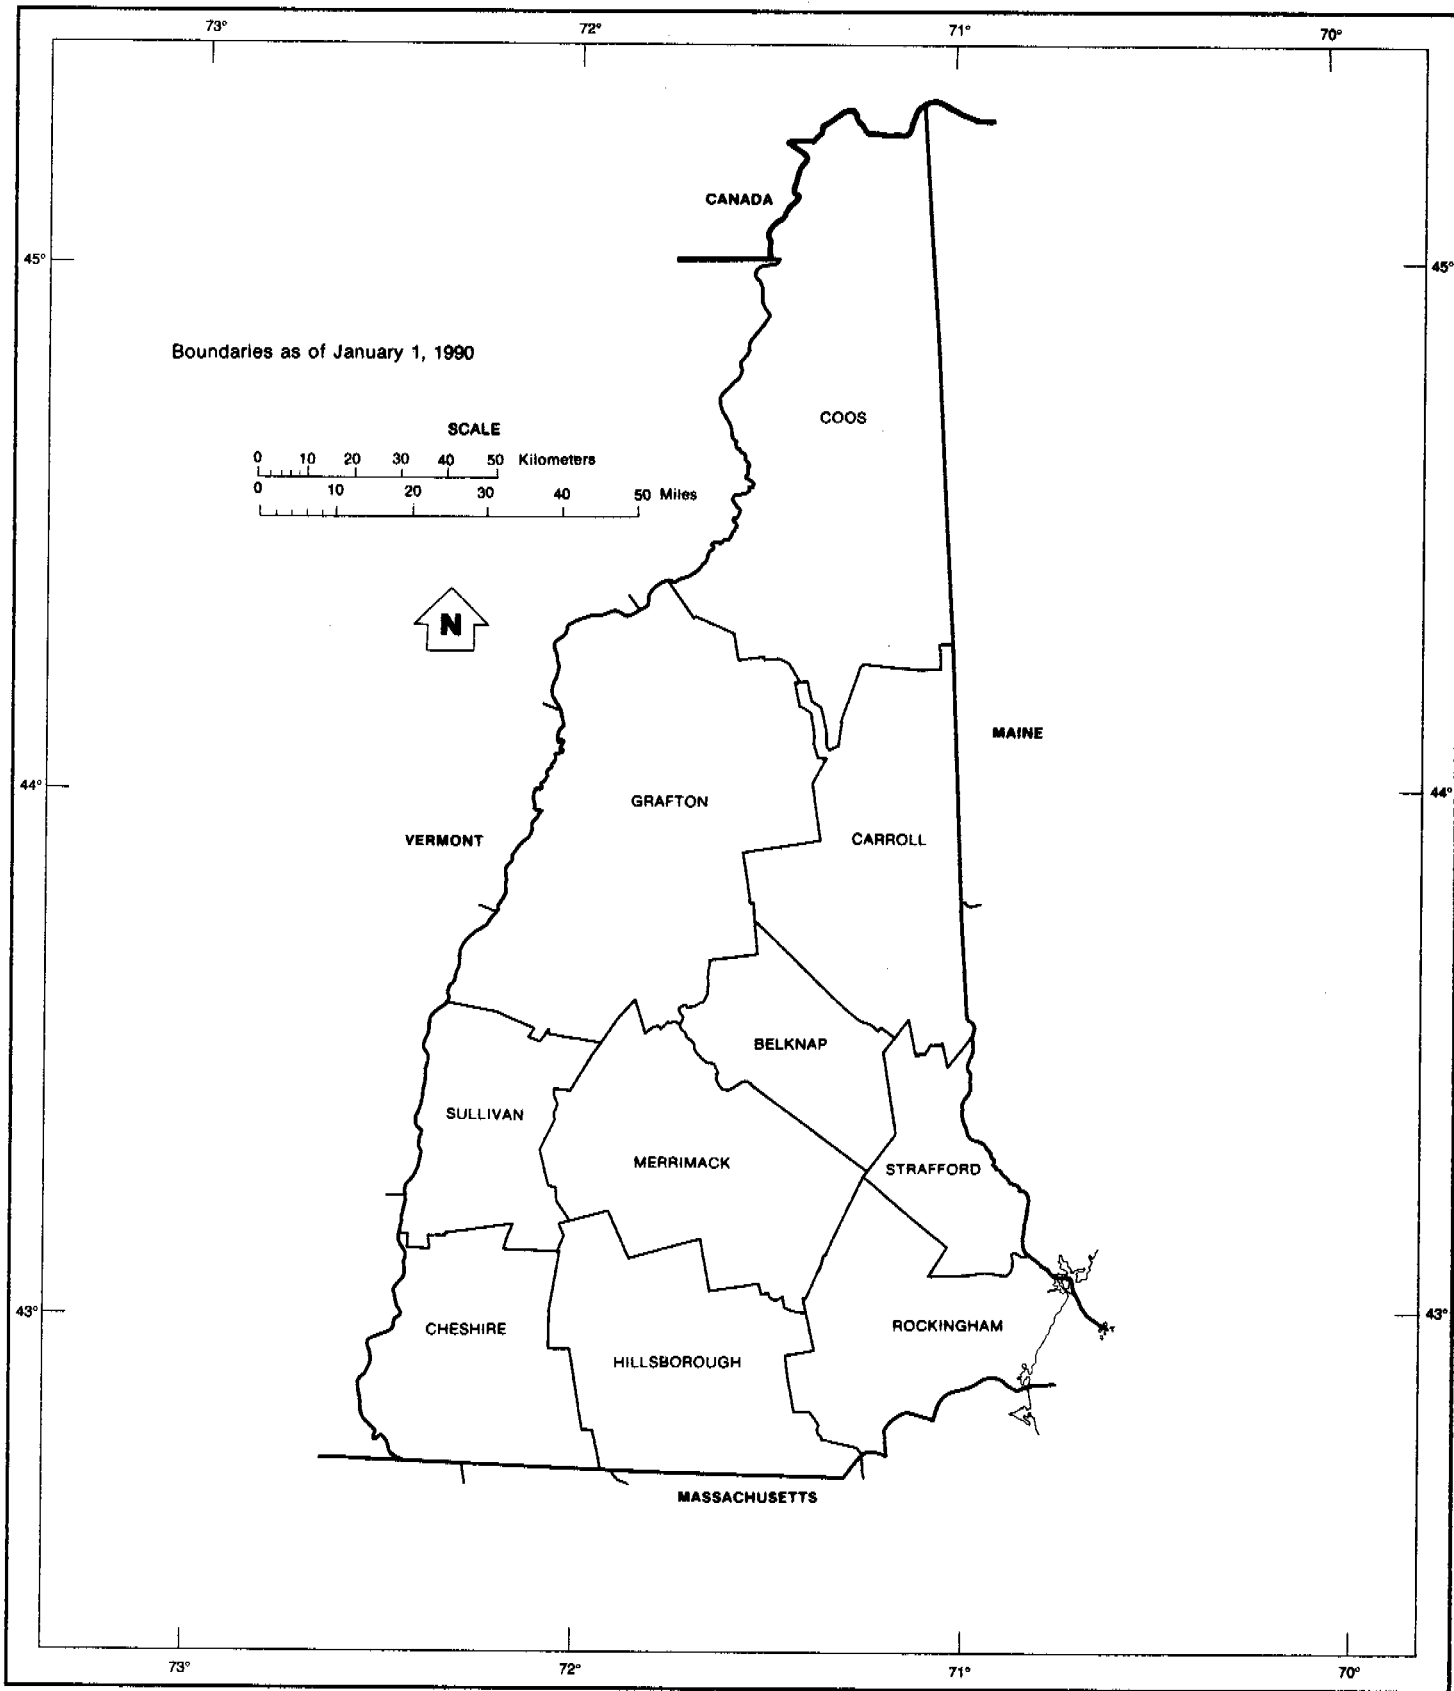 73° 72° 71° 70°
CANADA
45° 45°
Boundaries as of January 1, 1990
COOS
SCALE
0 10 20 30 40 50 Kilometers
0 10 20 30 40 50 Miles
N
MAINE
44° 44°
GRAFTON
VERMONT
CARROLL
BELKNAP
SULLIVAN
MERRIMACK
STRAFFORD
43° 43°
CHESHIRE
ROCKINGHAM
HILLSBOROUGH
MASSACHUSETTS
73° 72° 71° 70°